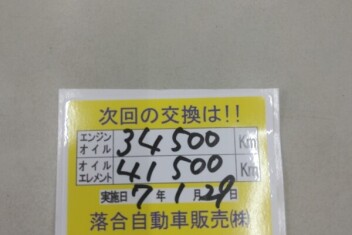 次回の交換は!!
エンジン
オイル 34500 Km
オイル
エレメント 41500 Km
実施日 7年 1月 29日
落合自動車販売㈱